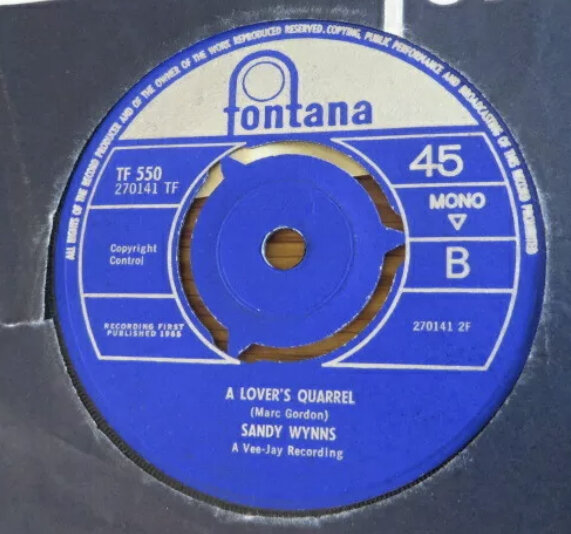 ALL RIGHTS OF THE RECORD PRODUCER AND OF THE OWNER OF THE WORK REPRODUCED RESERVED. COPYING, PUBLIC PERFORMANCE AND BROADCASTING OF THIS RECORD PROHIBITED
fontana
TF 550
270141 TF
45
MONO
Copyright
Control
B
RECORDING FIRST
PUBLISHED 1965
270141 2F
A LOVER'S QUARREL
(Marc Gordon)
SANDY WYNNS
A Vee-Jay Recording